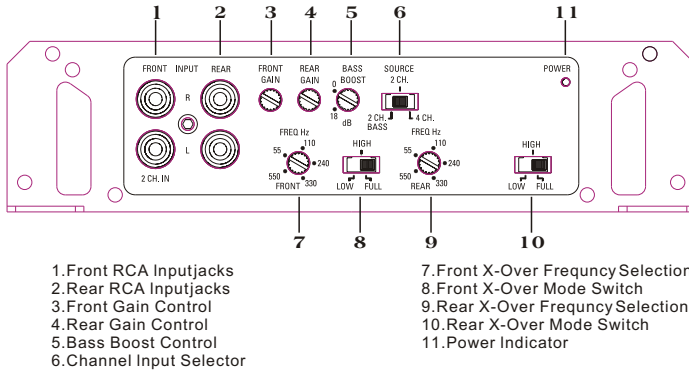 1 2 3 4 5 6 11
FRONT INPUT REAR FRONT GAIN REAR GAIN BASS BOOST SOURCE POWER
2 CH.
R
0
18
dB
2 CH. BASS
4 CH.
L
2 CH. IN
FREQ Hz
55
110
240
550
330
FRONT
HIGH
LOW FULL
FREQ Hz
55
110
240
550
330
REAR
HIGH
LOW FULL
7 8 9 10
1.Front RCA Inputjacks
2.Rear RCA Inputjacks
3.Front Gain Control
4.Rear Gain Control
5.Bass Boost Control
6.Channel Input Selector
7.Front X-Over Frequncy Selection
8.Front X-Over Mode Switch
9.Rear X-Over Frequncy Selection
10.Rear X-Over Mode Switch
11.Power Indicator